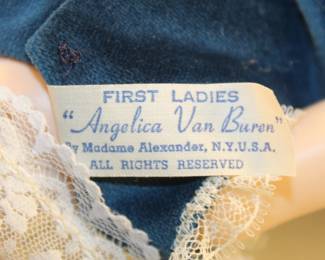 FIRST LADIES
"Angelica Van Buren"
By Madame Alexander, N.Y.U.S.A.
ALL RIGHTS RESERVED